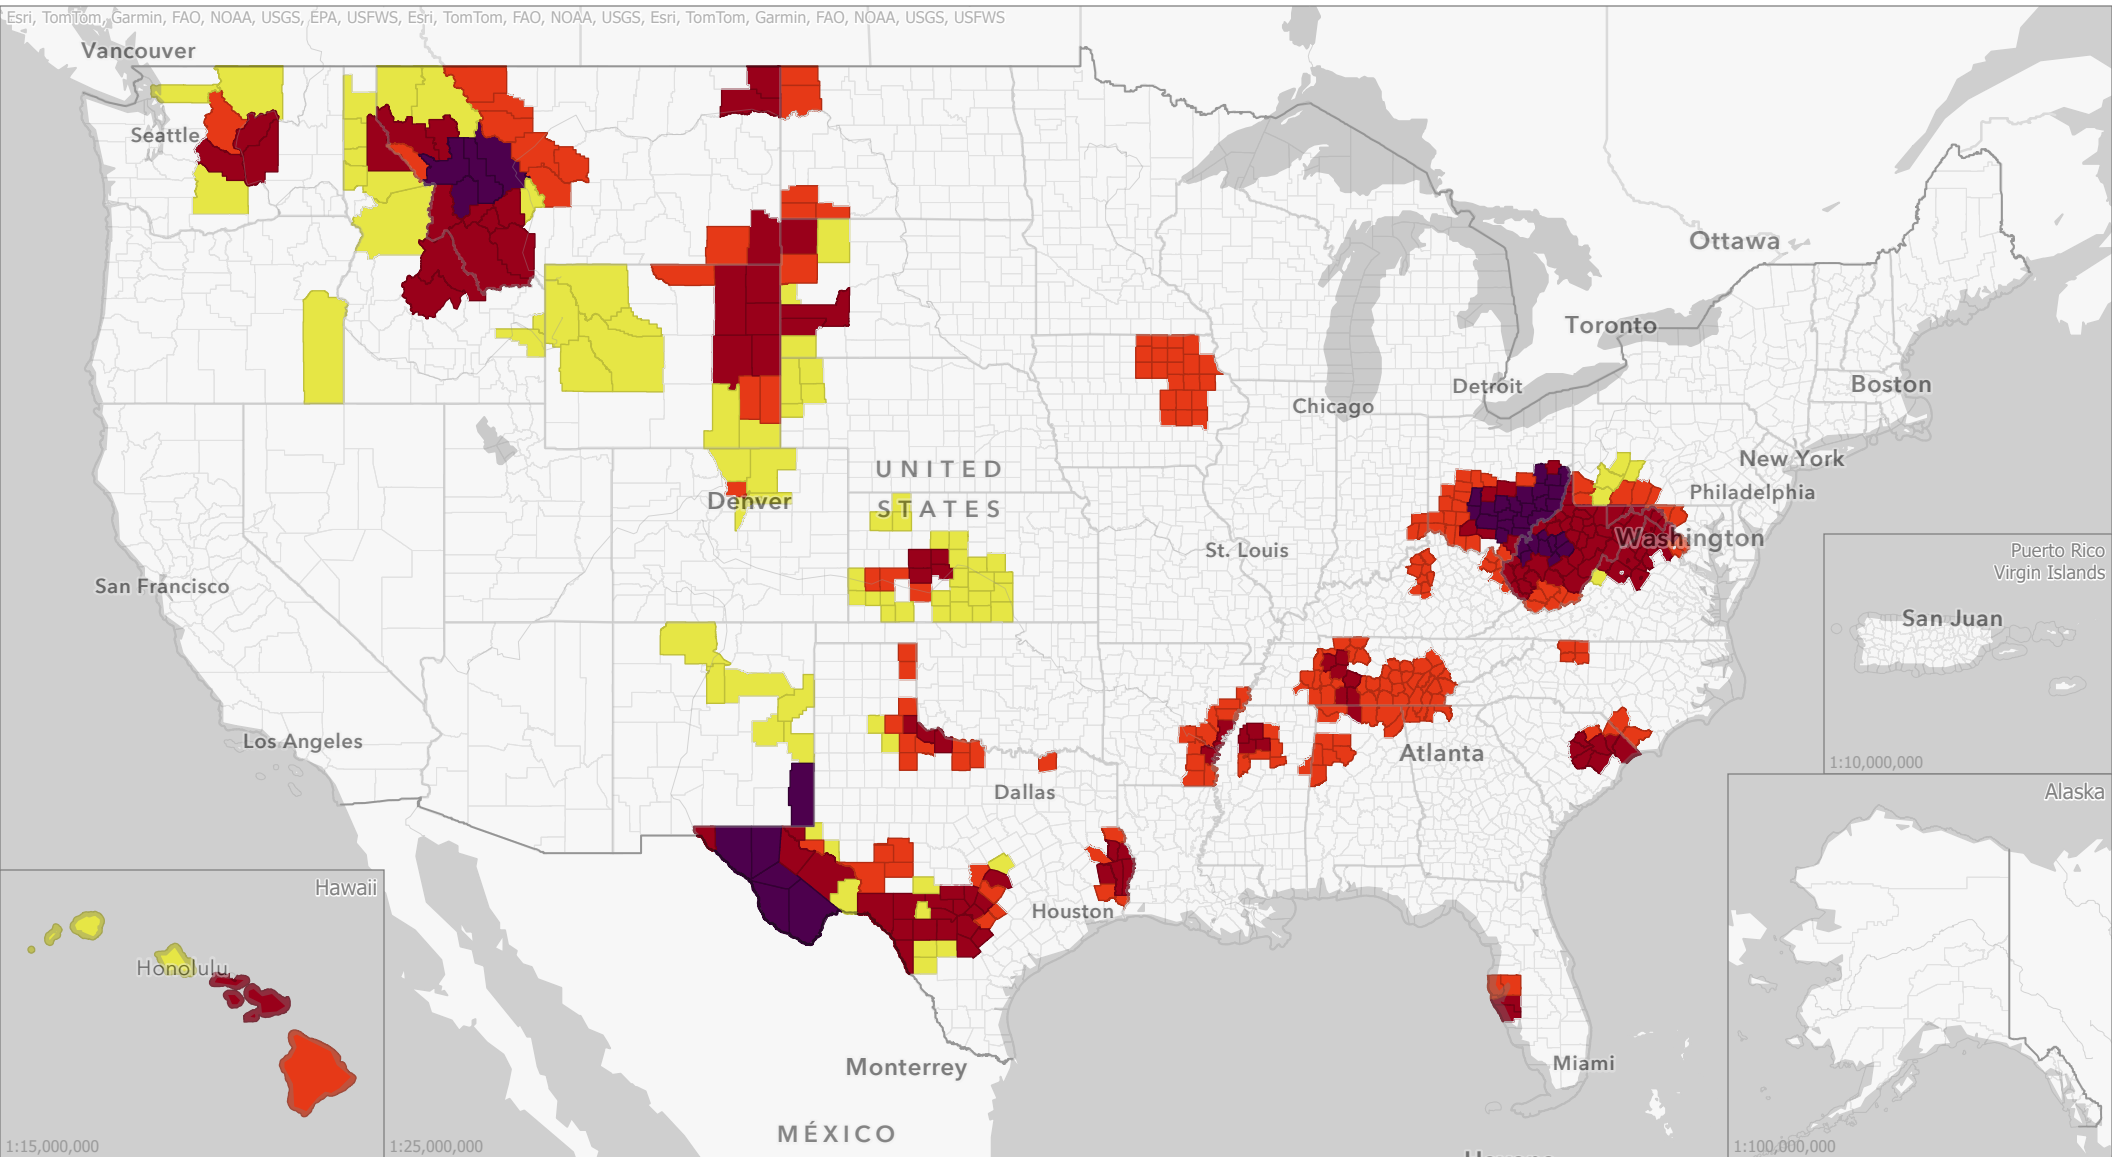 Esri, TomTom, Garmin, FAO, NOAA, USGS, EPA, USFWS, Esri, TomTom, FAO, NOAA, USGS, Esri, TomTom, Garmin, FAO, NOAA, USGS, USFWS
Vancouver
Seattle
Ottawa
Toronto
Boston
Detroit
Chicago
New York
UNITED
STATES
Philadelphia
Denver
Washington
St. Louis
San Francisco
Puerto Rico
Virgin Islands
San Juan
Los Angeles
Atlanta
1:10,000,000
Dallas
Alaska
Hawaii
Houston
Honolulu
Miami
Monterrey
MÉXICO
1:15,000,000
1:25,000,000
1:100,000,000